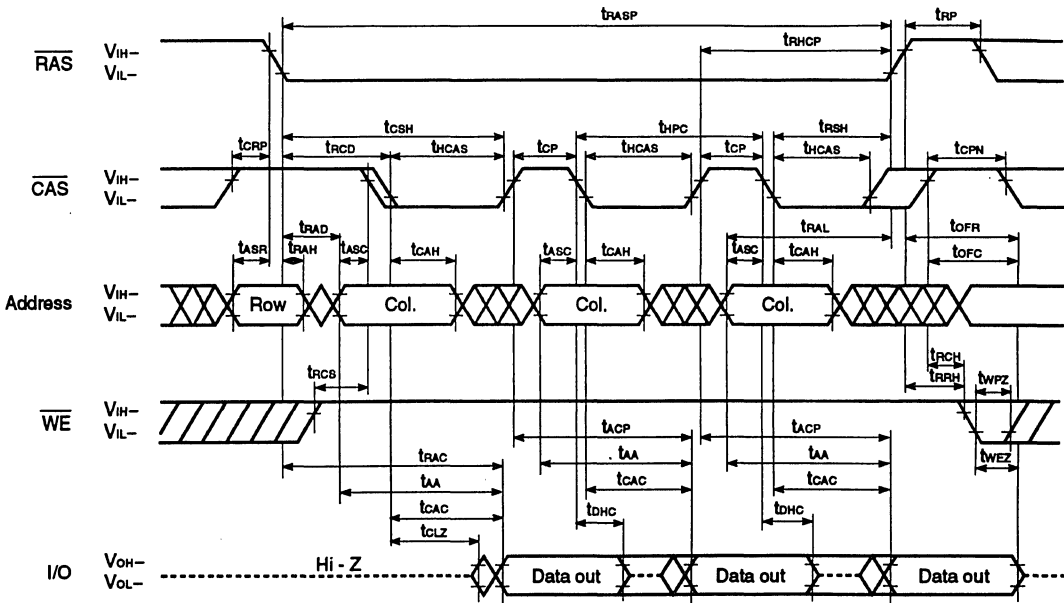 tRASP tRP
tRHCP
RAS VIH–
VIL–
tCSH tHPC tRSH
tCRP tRCD tHCAS tCP tHCAS tCP tHCAS tCPN
CAS VIH–
VIL–
tRAD tRAL tOFR
tASR tRAH tASC tCAH tASC tCAH tASC tCAH tOFC
Address VIH–
VIL–
Row Col. Col. Col.
tRCS tRCH
tRRH tWPZ
WE VIH–
VIL–
tACP tACP
tRAC tAA tAA tWEZ
tAA tCAC tCAC
tCAC tDHC tDHC
tCLZ
I/O VOH–
VOL–
Hi - Z Data out Data out Data out